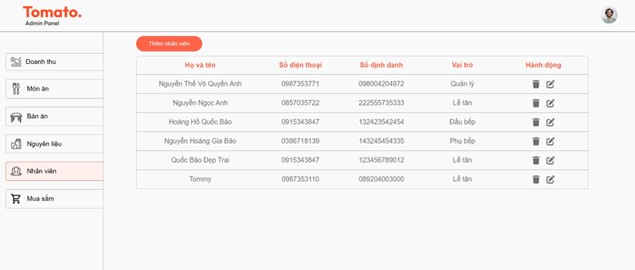 Tomato.
Admin Panel
Thêm nhân viên
Doanh thu
Món ăn
Bàn ăn
Nguyên liệu
Nhân viên
Mua sắm
Họ và tên Số điện thoại Số định danh Vai trò Hành động
Nguyễn Thế Võ Quyền Anh 0987353771 098004204972 Quản lý
Nguyễn Ngọc Anh 0857035722 222555735333 Lễ tân
Hoàng Hồ Quốc Bảo 0915343847 132423542454 Đầu bếp
Nguyễn Hoàng Gia Bảo 0386718139 143245454335 Phụ bếp
Quốc Bảo Đẹp Trai 0915343847 123456789012 Lễ tân
Tommy 0987353110 089204003000 Lễ tân